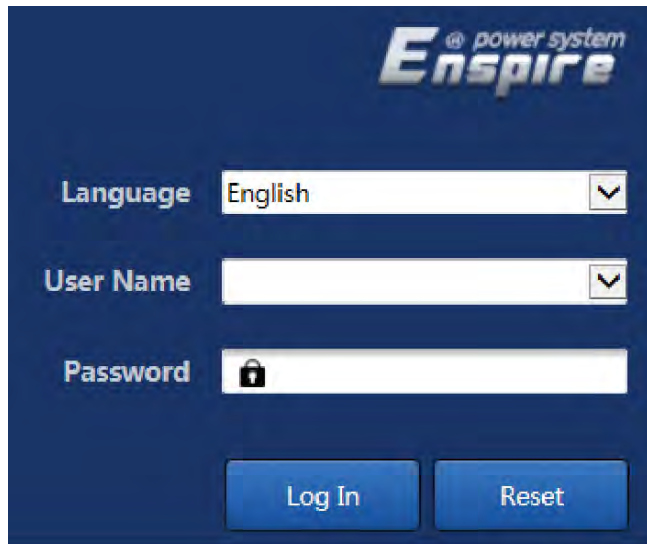 Enspire @ power system
Language English
User Name
Password
Log In Reset